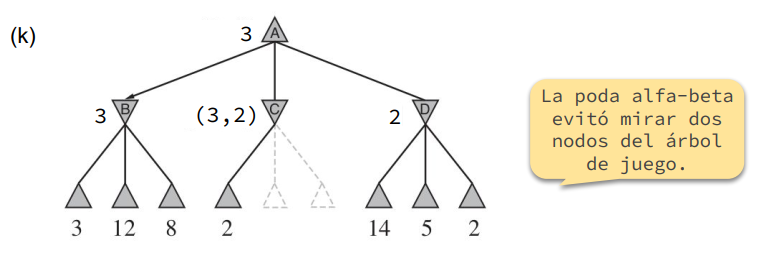 (k)
3 A
3 B (3,2) C 2 D
3 12 8 2 14 5 2
La poda alfa-beta
evitó mirar dos
nodos del árbol
de juego.